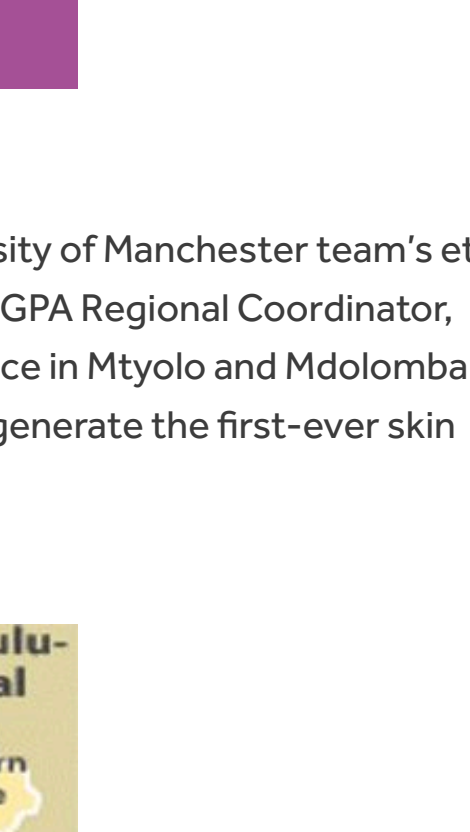 sity of Manchester team's et
GPA Regional Coordinator,
ce in Mtyolo and Mdolomba
generate the first-ever skin
ulu-
al
rn
e